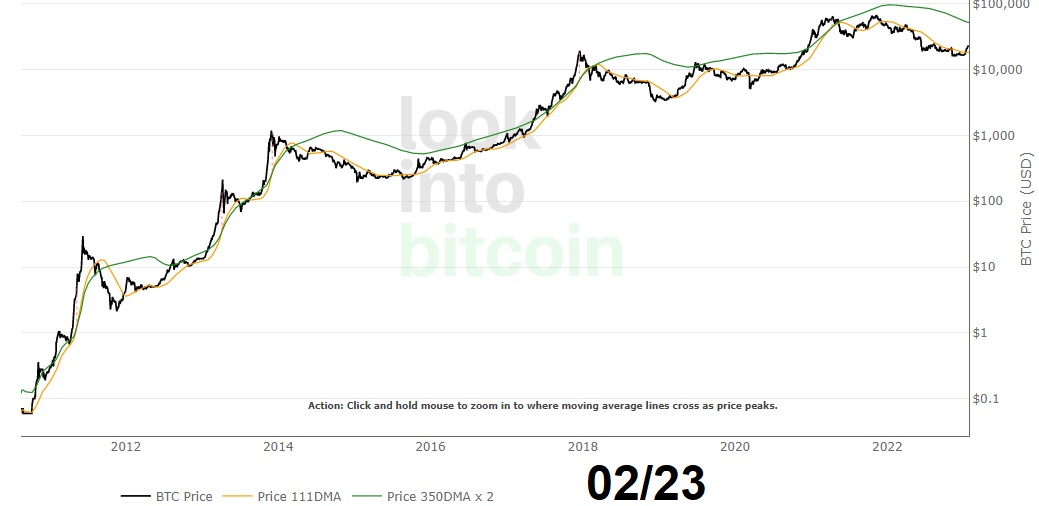 $100,000
$10,000
$1,000
$100
$10
$1
$0.1
BTC Price (USD)
look
into
bitcoin
Action: Click and hold mouse to zoom in to where moving average lines cross as price peaks.
2012 2014 2016 2018 2020 2022
BTC Price Price 111DMA Price 350DMA x 2
02/23